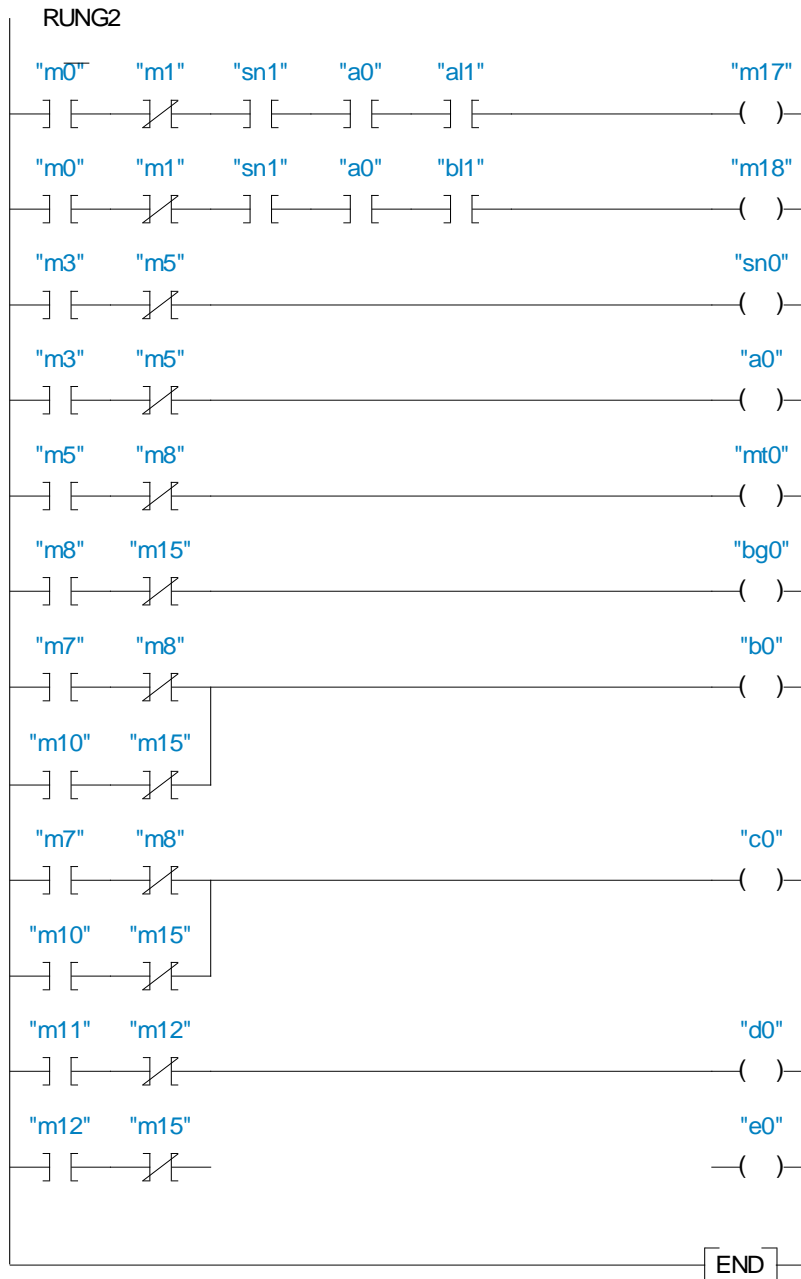 RUNG2
"m0" "m1" "sn1" "a0" "al1" "m17"
"m0" "m1" "sn1" "a0" "bl1" "m18"
"m3" "m5" "sn0"
"m3" "m5" "a0"
"m5" "m8" "mt0"
"m8" "m15" "bg0"
"m7" "m8" "b0"
"m10" "m15"
"m7" "m8" "c0"
"m10" "m15"
"m11" "m12" "d0"
"m12" "m15" "e0"
END